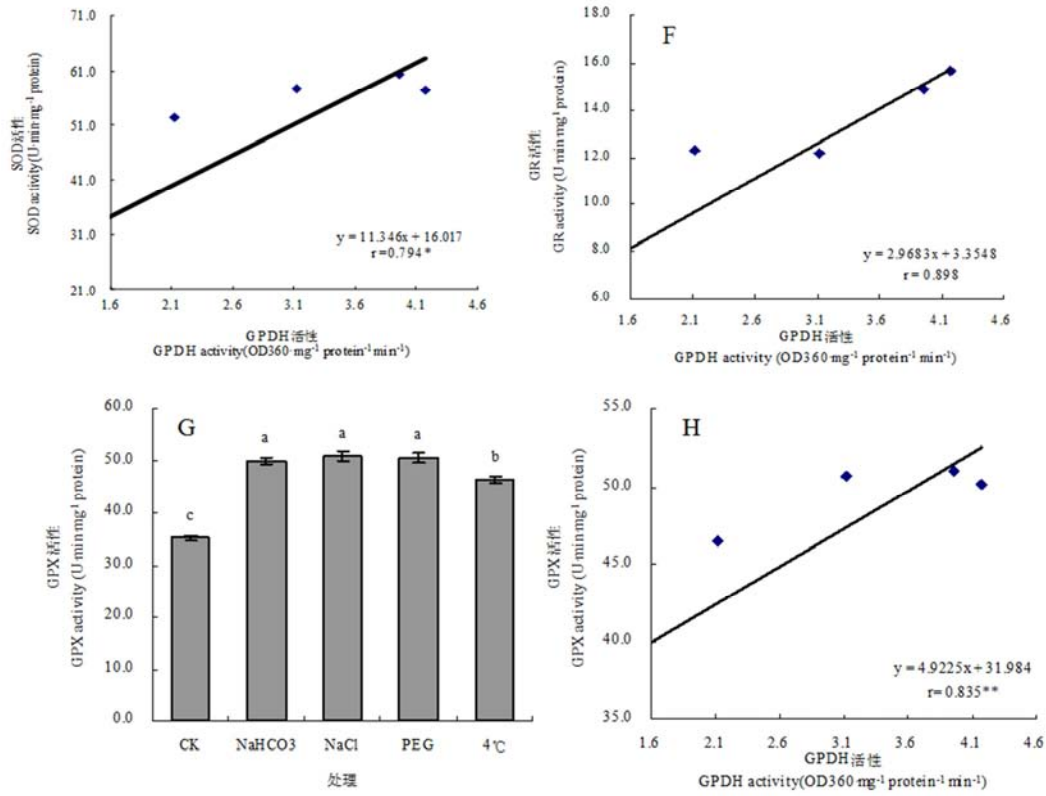 71.0
61.0
51.0
41.0
31.0
21.0
SOD活性
SOD activity (U·min·mg⁻¹ protein)
y = 11.346x + 16.017
r=0.794 *
1.6 2.1 2.6 3.1 3.6 4.1 4.6
GPDH活性
GPDH activity(OD360·mg⁻¹ protein⁻¹ min⁻¹)
F
18.0
16.0
14.0
12.0
10.0
8.0
6.0
GR 活性
GR activity (U·min·mg⁻¹ protein)
y = 2.9683x + 3.3548
r = 0.898
1.6 2.1 2.6 3.1 3.6 4.1 4.6
GPDH活性
GPDH activity (OD360·mg⁻¹ protein⁻¹ min⁻¹)
G
60.0
50.0
40.0
30.0
20.0
10.0
0.0
GPX 活性
GPX activity (U·min·mg⁻¹ protein)
c a a a b
CK NaHCO3 NaCl PEG 4℃
处理
H
55.0
50.0
45.0
40.0
35.0
GPX 活性
GPX activity (U·min·mg⁻¹ protein)
y = 4.9225x + 31.984
r= 0.835**
1.6 2.1 2.6 3.1 3.6 4.1 4.6
GPDH活性
GPDH activity(OD360·mg⁻¹ protein⁻¹ min⁻¹)